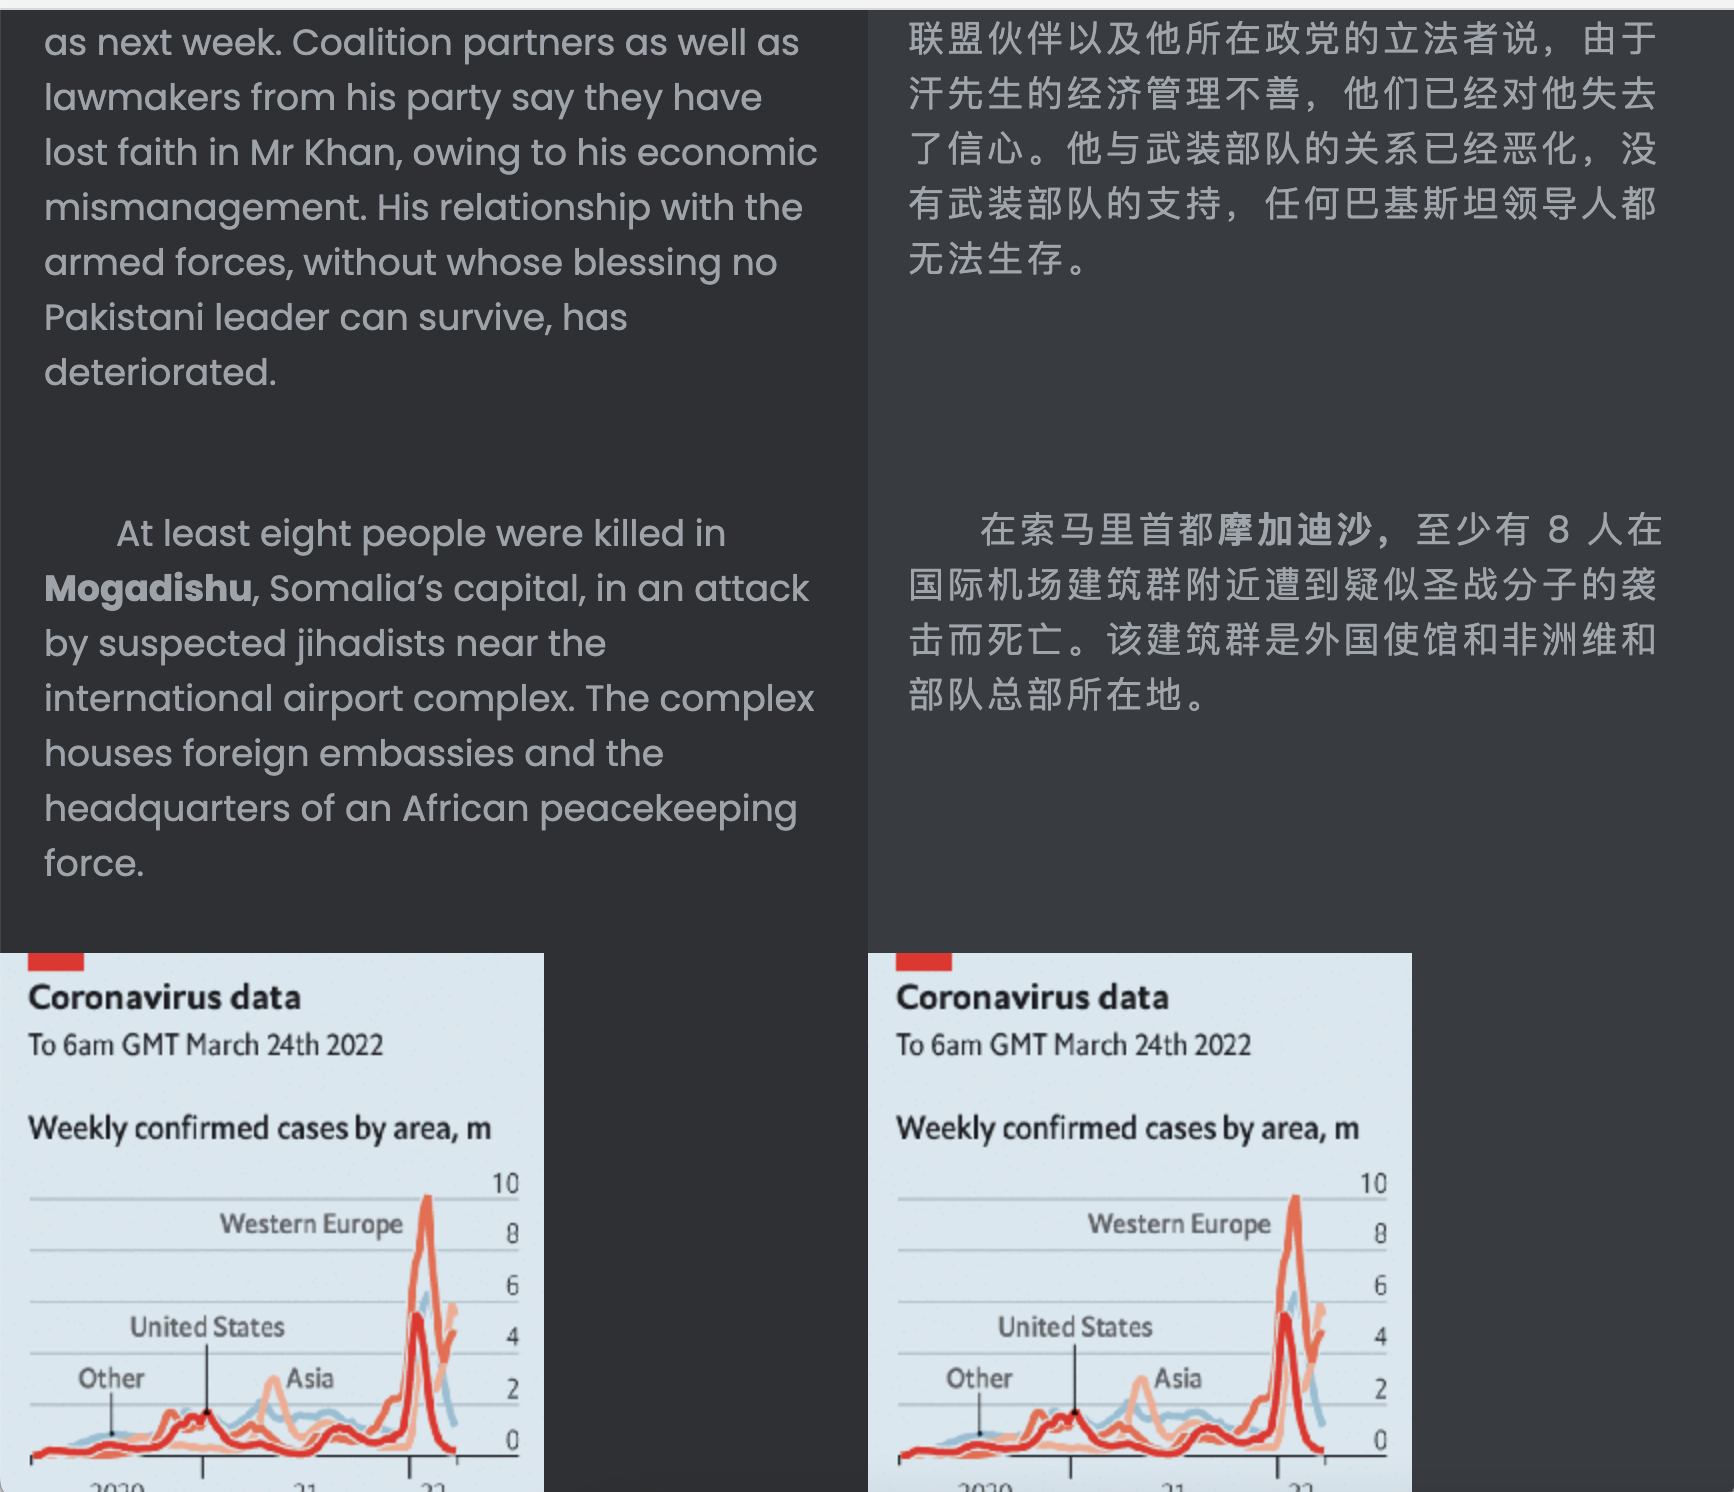 as next week. Coalition partners as well as
lawmakers from his party say they have
lost faith in Mr Khan, owing to his economic
mismanagement. His relationship with the
armed forces, without whose blessing no
Pakistani leader can survive, has
deteriorated.
At least eight people were killed in
Mogadishu, Somalia’s capital, in an attack
by suspected jihadists near the
international airport complex. The complex
houses foreign embassies and the
headquarters of an African peacekeeping
force.
Coronavirus data
To 6am GMT March 24th 2022
Weekly confirmed cases by area, m
10
Western Europe
8
6
United States
4
Other
Asia
2
0
联盟伙伴以及他所在政党的立法者说，由于
汗先生的经济管理不善，他们已经对他失去
了信心。他与武装部队的关系已经恶化，没
有武装部队的支持，任何巴基斯坦领导人都
无法生存。
在索马里首都摩加迪沙，至少有 8 人在
国际机场建筑群附近遭到疑似圣战分子的袭
击而死亡。该建筑群是外国使馆和非洲维和
部队总部所在地。
Coronavirus data
To 6am GMT March 24th 2022
Weekly confirmed cases by area, m
10
Western Europe
8
6
United States
4
Other
Asia
2
0